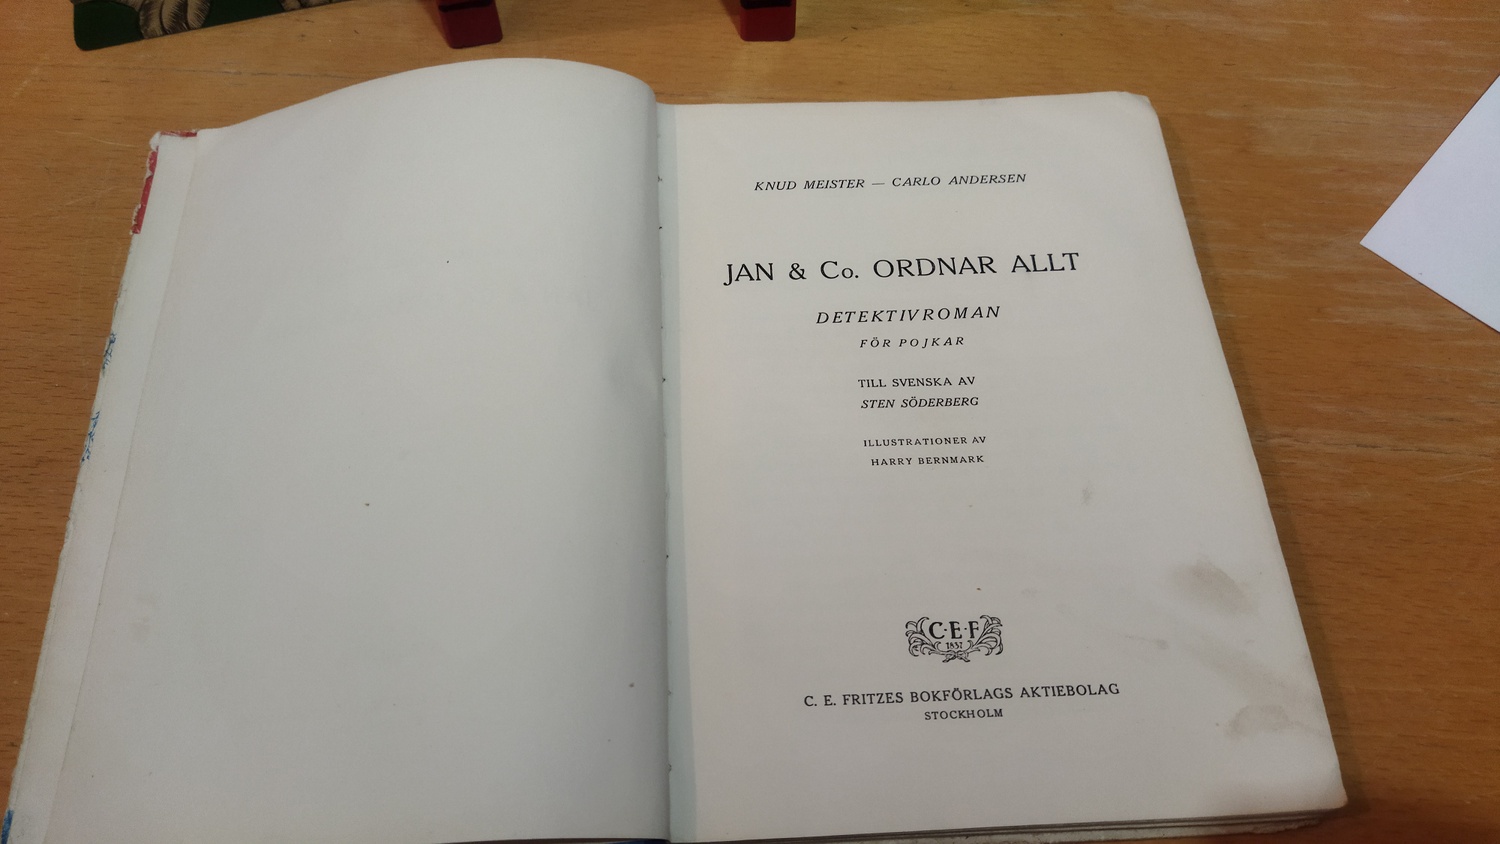 KNUD MEISTER — CARLO ANDERSEN
JAN & Co. ORDNAR ALLT
DETEKTIVROMAN
FÖR POJKAR
TILL SVENSKA AV
STEN SÖDERBERG
ILLUSTRATIONER AV
HARRY BERNMARK
C·E·F
1837
C. E. FRITZES BOKFÖRLAGS AKTIEBOLAG
STOCKHOLM